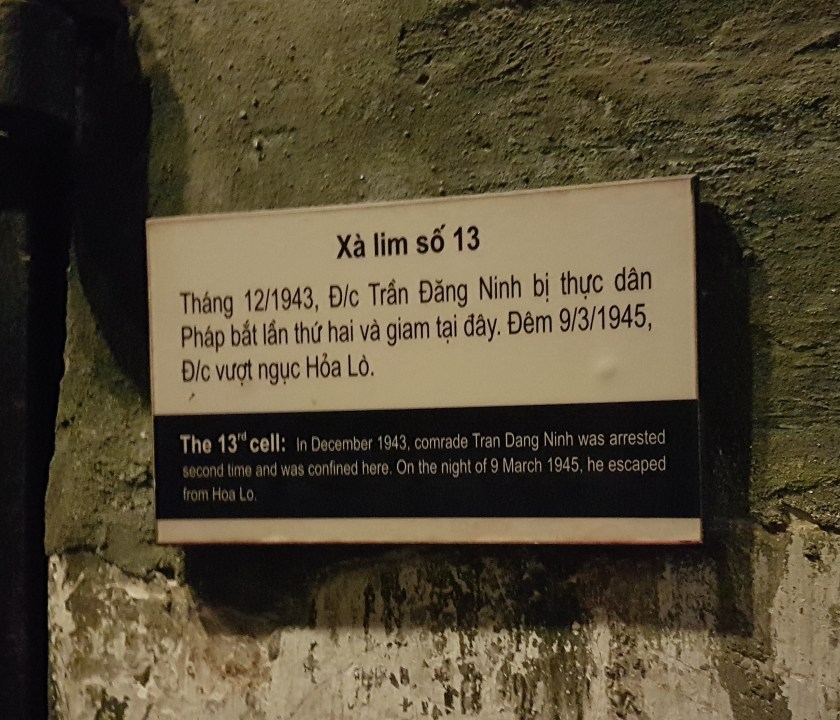 Xà lim số 13
Tháng 12/1943, Đ/c Trần Đăng Ninh bị thực dân
Pháp bắt lần thứ hai và giam tại đây. Đêm 9/3/1945,
Đ/c vượt ngục Hỏa Lò.
The 13rd cell: In December 1943, comrade Tran Dang Ninh was arrested
second time and was confined here. On the night of 9 March 1945, he escaped
from Hoa Lo.